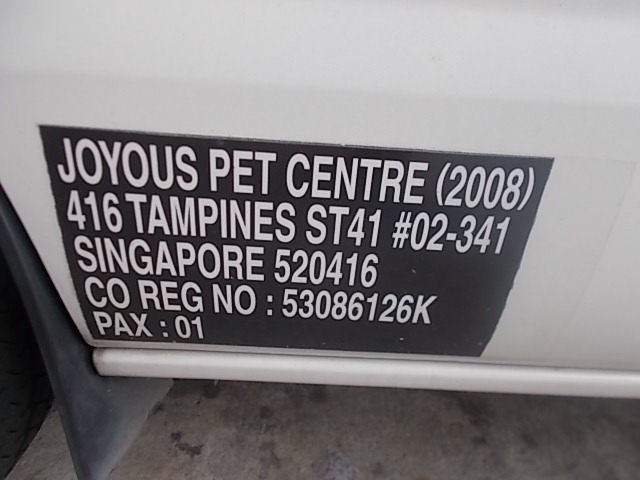 JOYOUS PET CENTRE (2008)
416 TAMPINES ST41 #02-341
SINGAPORE 520416
CO REG NO : 53086126K
PAX : 01